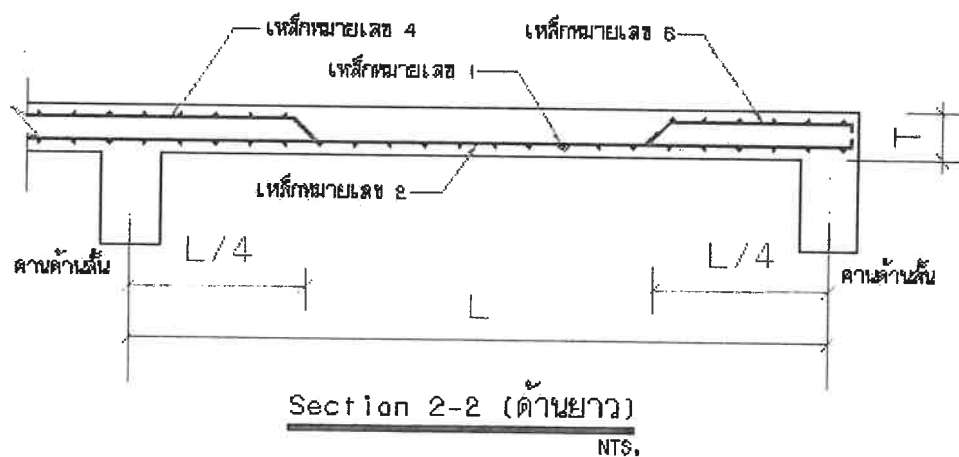 เหล็กหมายเลข 4
เหล็กหมายเลข 6
เหล็กหมายเลข 1
T
เหล็กหมายเลข 2
คานด้านสั้น
L/4
L/4
คานด้านสั้น
L
Section 2-2 (ด้านยาว)
NTS.